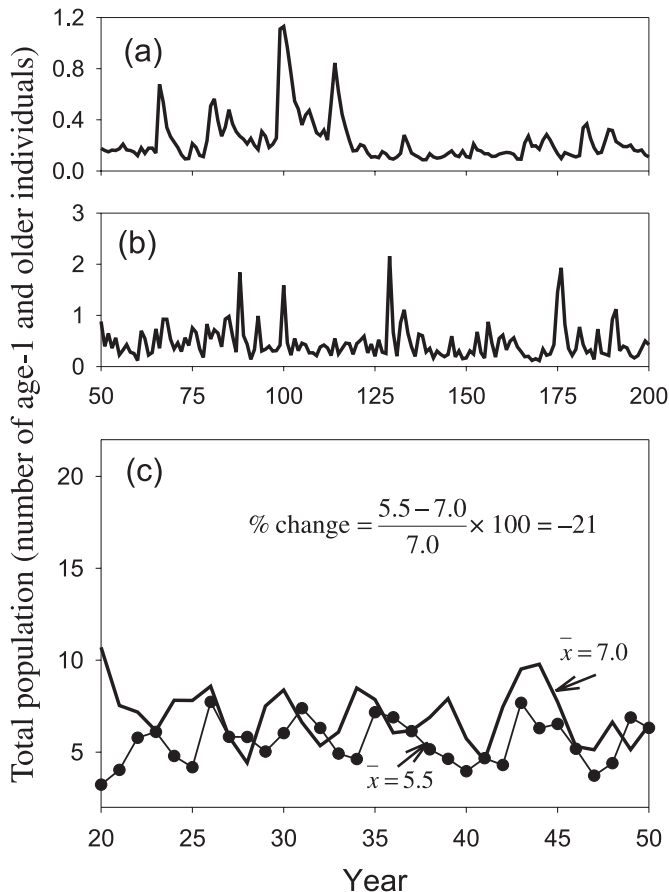 Total population (number of age-1 and older individuals)
(a)
1.2
0.8
0.4
0.0
(b)
3
2
1
0
50 75 100 125 150 175 200
(c)
20
15
10
5
% change = 5.5 – 7.0 / 7.0 × 100 = –21
x̄ = 7.0
x̄ = 5.5
20 25 30 35 40 45 50
Year